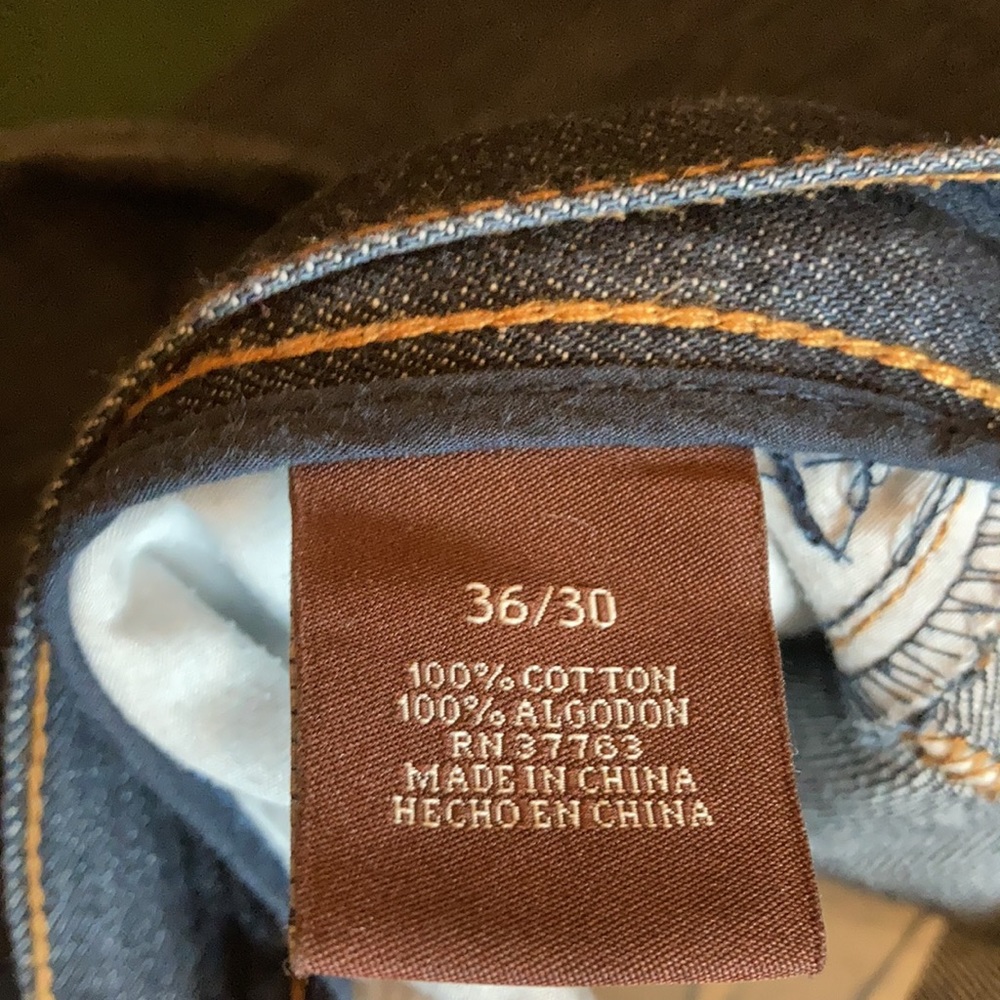 36/30
100% COTTON
100% ALGODON
RN 37763
MADE IN CHINA
HECHO EN CHINA